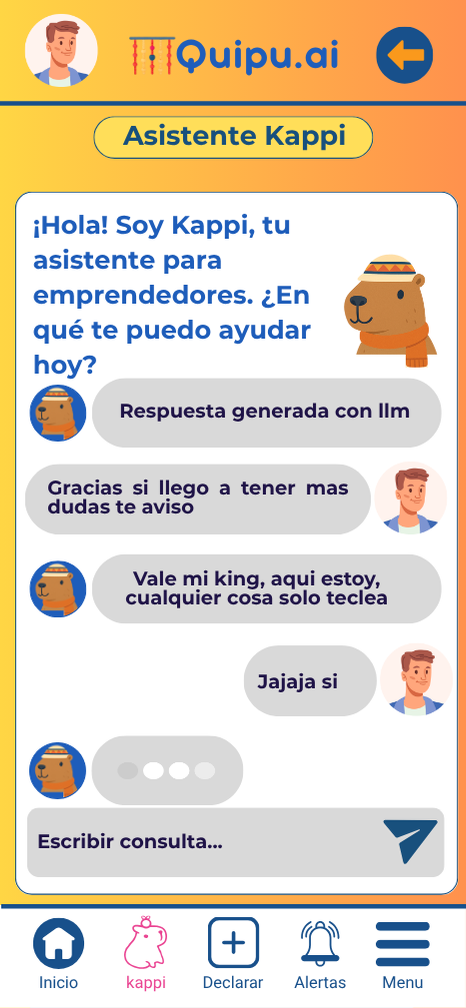 Quipu.ai
Asistente Kappi
¡Hola! Soy Kappi, tu
asistente para
emprendedores. ¿En
qué te puedo ayudar
hoy?
Respuesta generada con llm
Gracias si llego a tener mas
dudas te aviso
Vale mi king, aqui estoy,
cualquier cosa solo teclea
Jajaja si
Escribir consulta...
Inicio
kappi
Declarar
Alertas
Menu